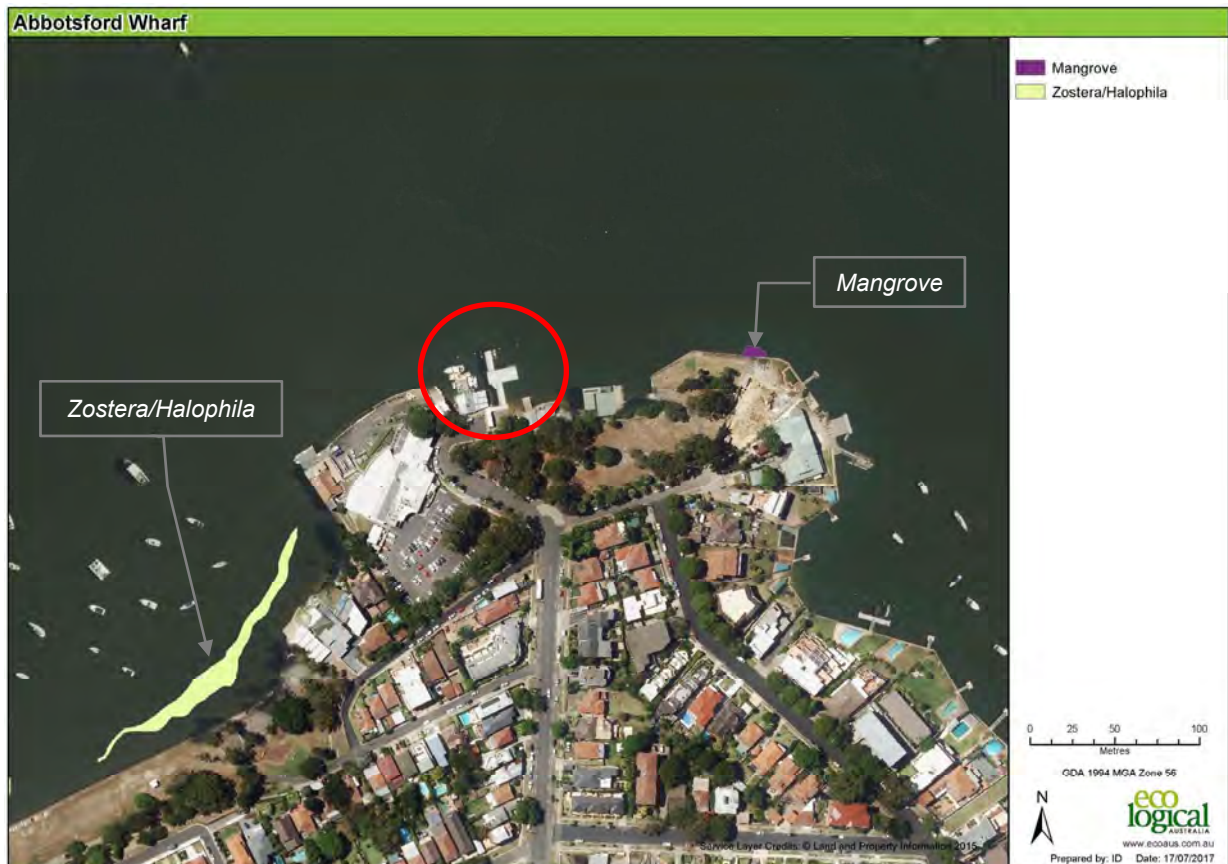 Abbotsford Wharf
Mangrove
Zostera/Halophila
Mangrove
Zostera/Halophila
0 25 50 100
Metres
GDA 1994 MGA Zone 56
N
eco
logical
AUSTRALIA
www.ecoaus.com.au
Service Layer Credits: © Land and Property Information 2015
Prepared by: ID Date: 17/07/201